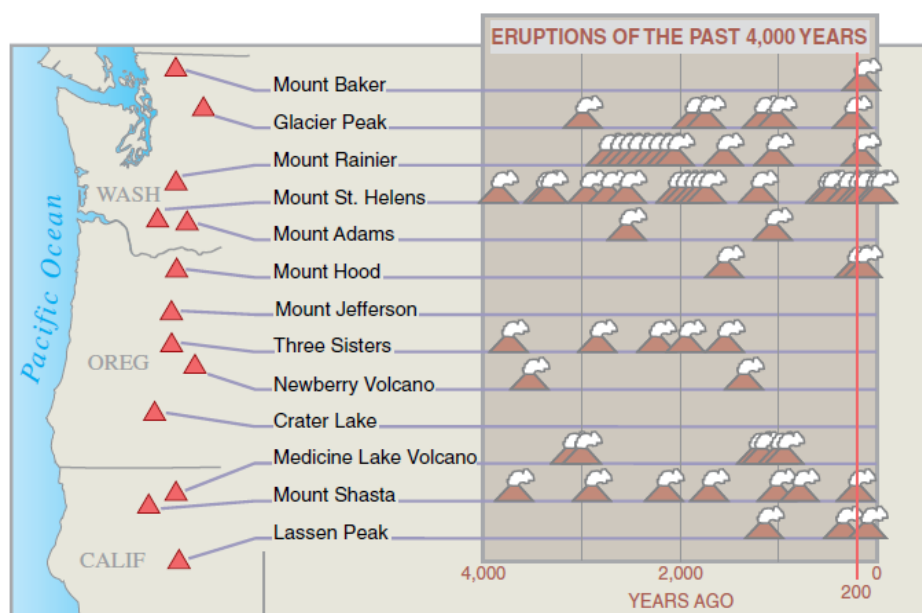 ERUPTIONS OF THE PAST 4,000 YEARS
Mount Baker
Glacier Peak
Mount Rainier
WASH
Mount St. Helens
Mount Adams
Pacific Ocean
Mount Hood
Mount Jefferson
Three Sisters
OREG
Newberry Volcano
Crater Lake
Medicine Lake Volcano
Mount Shasta
Lassen Peak
CALIF
4,000
2,000
0
200
YEARS AGO